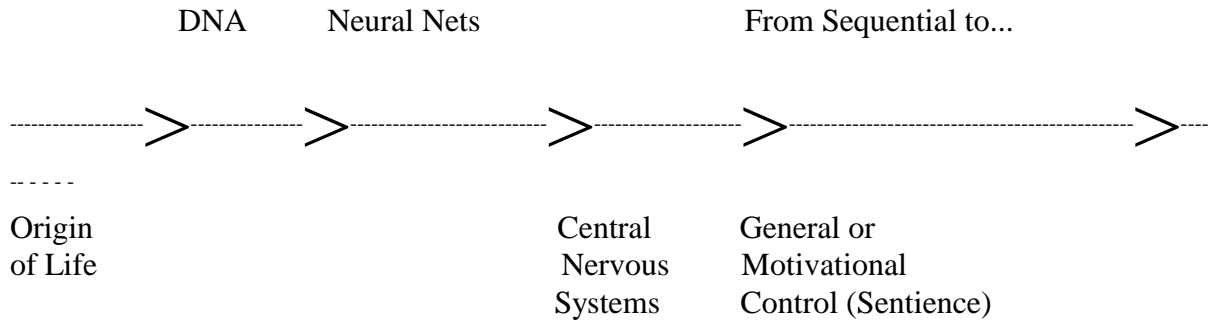 DNA Neural Nets From Sequential to...
-------------------->-----------------> ------------------------------>----------------------------->---------------------------------------------------->----
-- - - - -
Origin Central General or
of Life Nervous Motivational
Systems Control (Sentience)